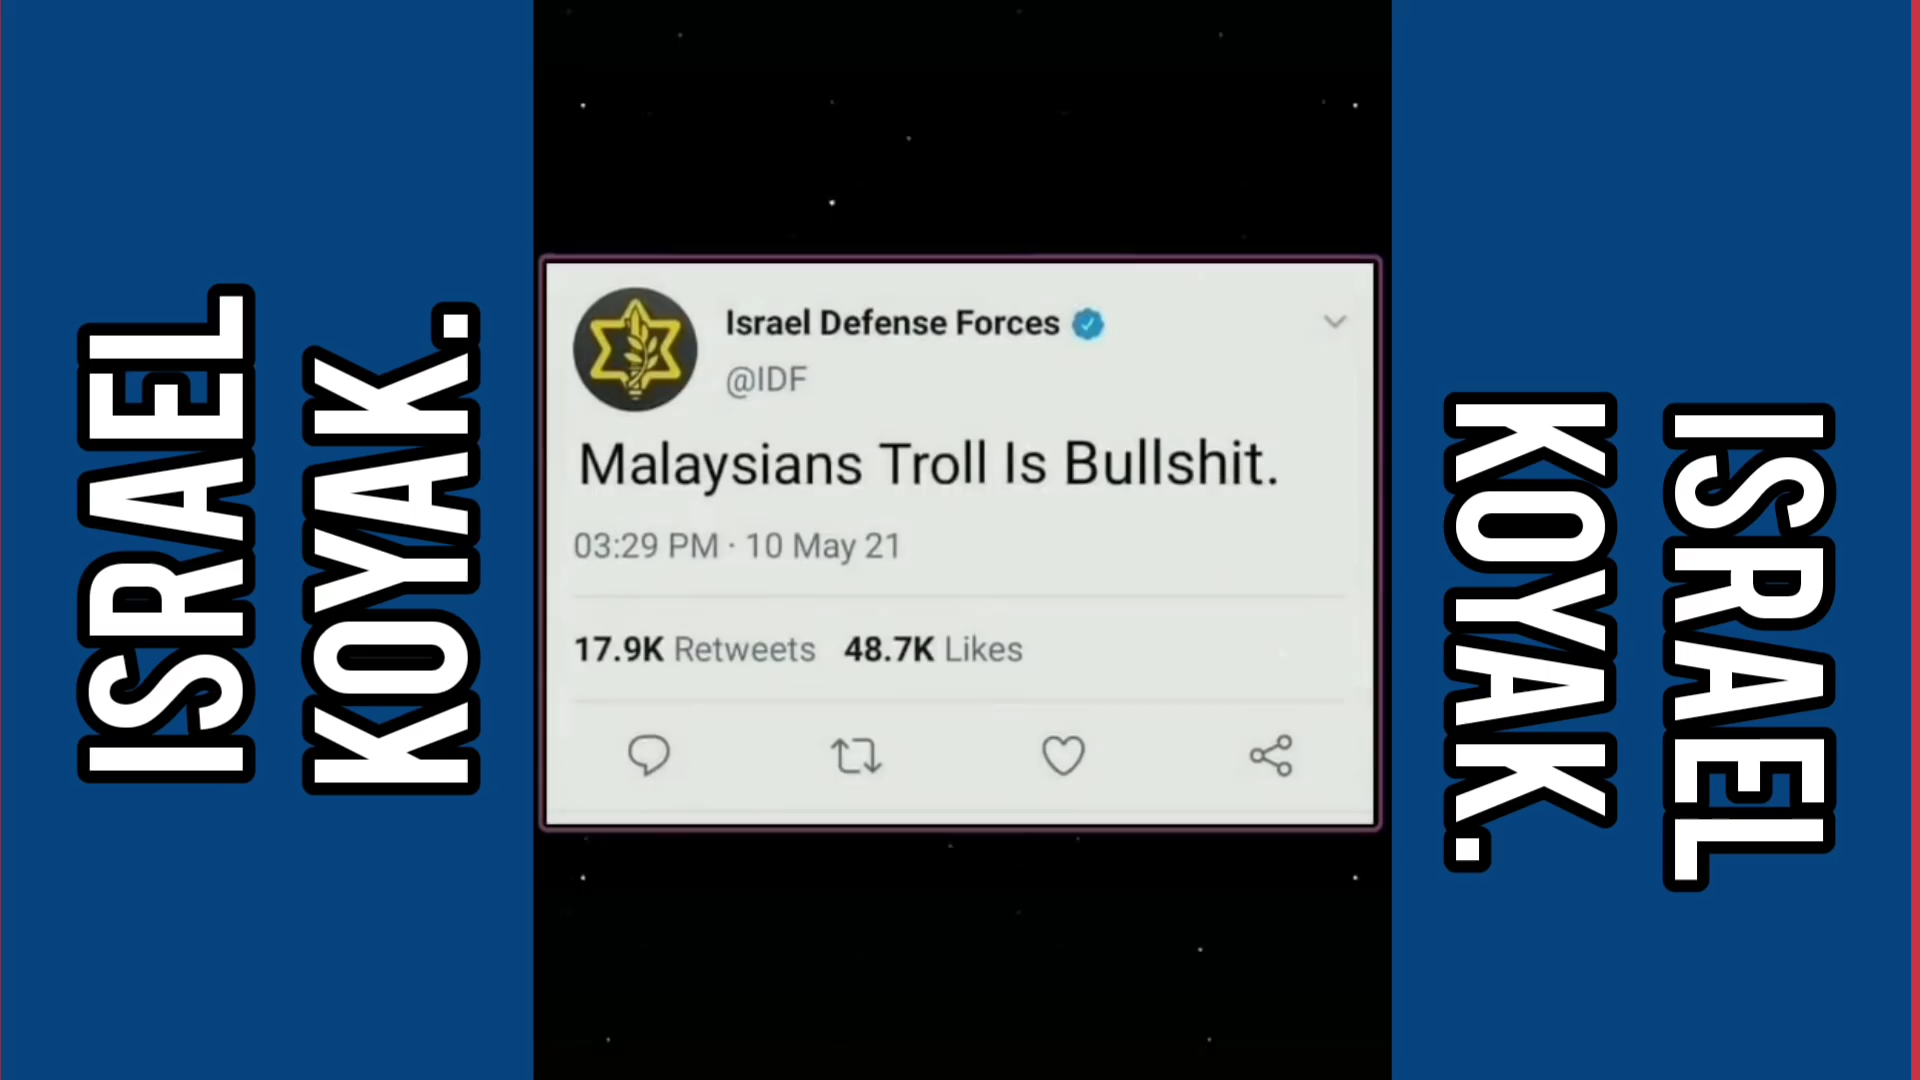 ISRAEL
KOYAK.
Israel Defense Forces
@IDF
Malaysians Troll Is Bullshit.
03:29 PM · 10 May 21
17.9K Retweets 48.7K Likes
ISRAEL
KOYAK.